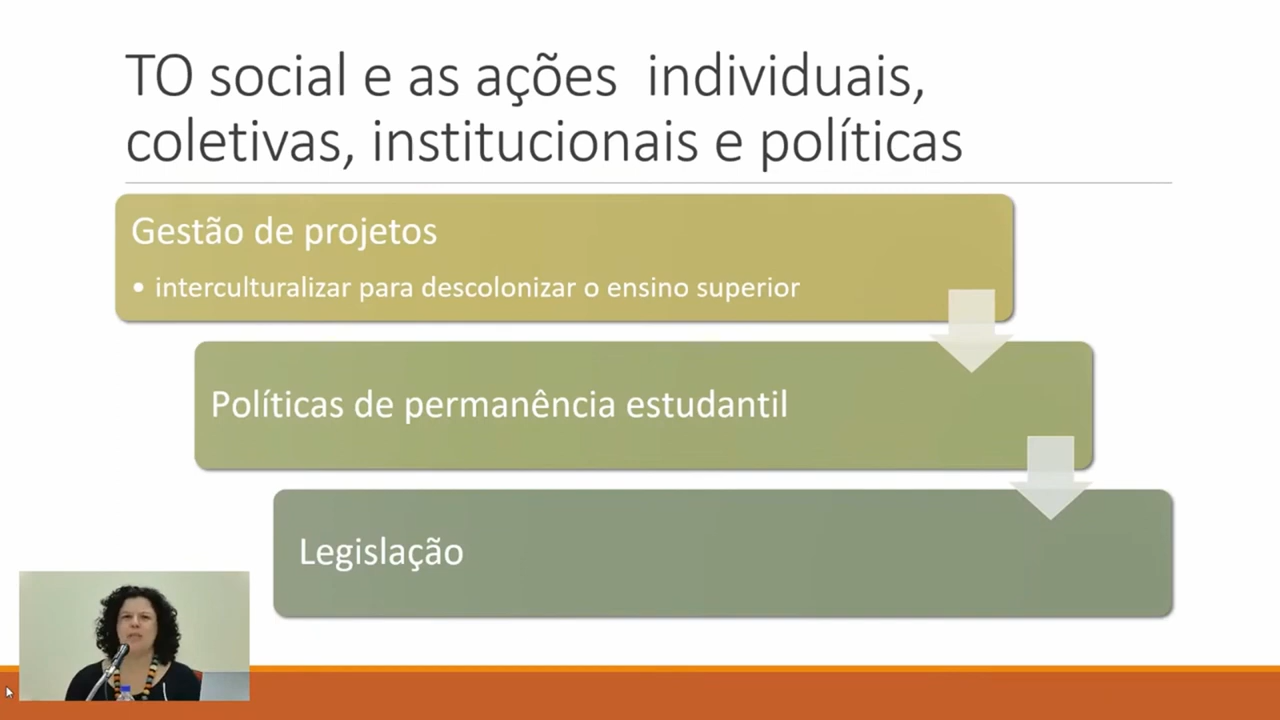 TO social e as ações  individuais,
coletivas, institucionais e políticas
Gestão de projetos
• interculturalizar para descolonizar o ensino superior
Políticas de permanência estudantil
Legislação